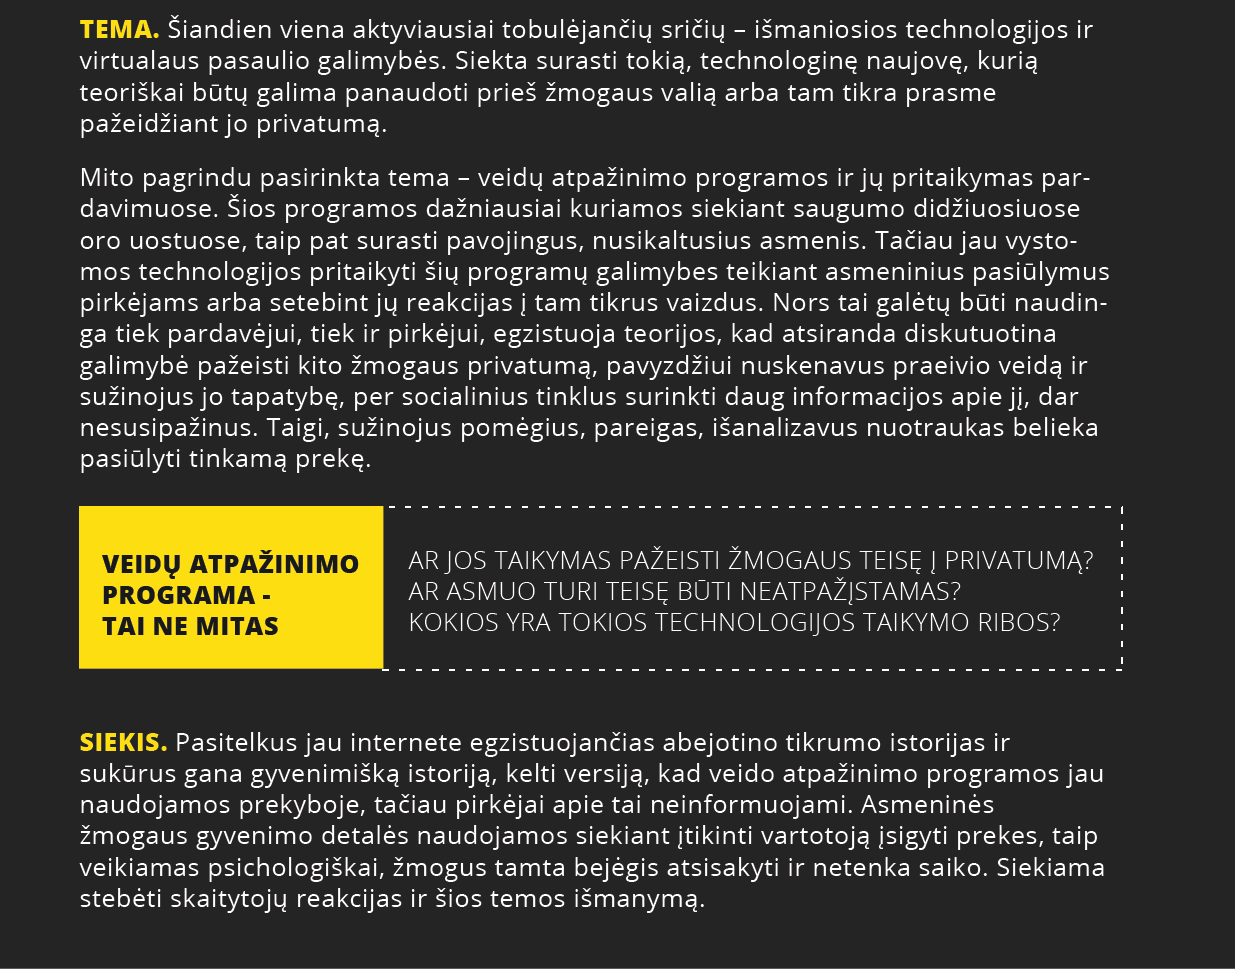 TEMA. Šiandien viena aktyviausiai tobulėjančių sričių – išmaniosios technologijos ir
virtualaus pasaulio galimybės. Siekta surasti tokią, technologinę naujovę, kurią
teoriškai būtų galima panaudoti prieš žmogaus valią arba tam tikra prasme
pažeidžiant jo privatumą.
Mito pagrindu pasirinkta tema – veidų atpažinimo programos ir jų pritaikymas par-
davimuose. Šios programos dažniausiai kuriamos siekiant saugumo didžiuosiuose
oro uostuose, taip pat surasti pavojingus, nusikaltusius asmenis. Tačiau jau vysto-
mos technologijos pritaikyti šių programų galimybes teikiant asmeninius pasiūlymus
pirkėjams arba setebint jų reakcijas į tam tikrus vaizdus. Nors tai galėtų būti naudin-
ga tiek pardavėjui, tiek ir pirkėjui, egzistuoja teorijos, kad atsiranda diskutuotina
galimybė pažeisti kito žmogaus privatumą, pavyzdžiui nuskenavus praeivio veidą ir
sužinojus jo tapatybę, per socialinius tinklus surinkti daug informacijos apie jį, dar
nesusipažinus. Taigi, sužinojus pomėgius, pareigas, išanalizavus nuotraukas belieka
pasiūlyti tinkamą prekę.
VEIDŲ ATPAŽINIMO
PROGRAMA -
TAI NE MITAS
AR JOS TAIKYMAS PAŽEISTI ŽMOGAUS TEISĘ Į PRIVATUMĄ?
AR ASMUO TURI TEISĘ BŪTI NEATPAŽĮSTAMAS?
KOKIOS YRA TOKIOS TECHNOLOGIJOS TAIKYMO RIBOS?
SIEKIS. Pasitelkus jau internete egzistuojančias abejotino tikrumo istorijas ir
sukūrus gana gyvenimišką istoriją, kelti versiją, kad veido atpažinimo programos jau
naudojamos prekyboje, tačiau pirkėjai apie tai neinformuojami. Asmeninės
žmogaus gyvenimo detalės naudojamos siekiant įtikinti vartotoją įsigyti prekes, taip
veikiamas psichologiškai, žmogus tamta bejėgis atsisakyti ir netenka saiko. Siekiama
stebėti skaitytojų reakcijas ir šios temos išmanymą.